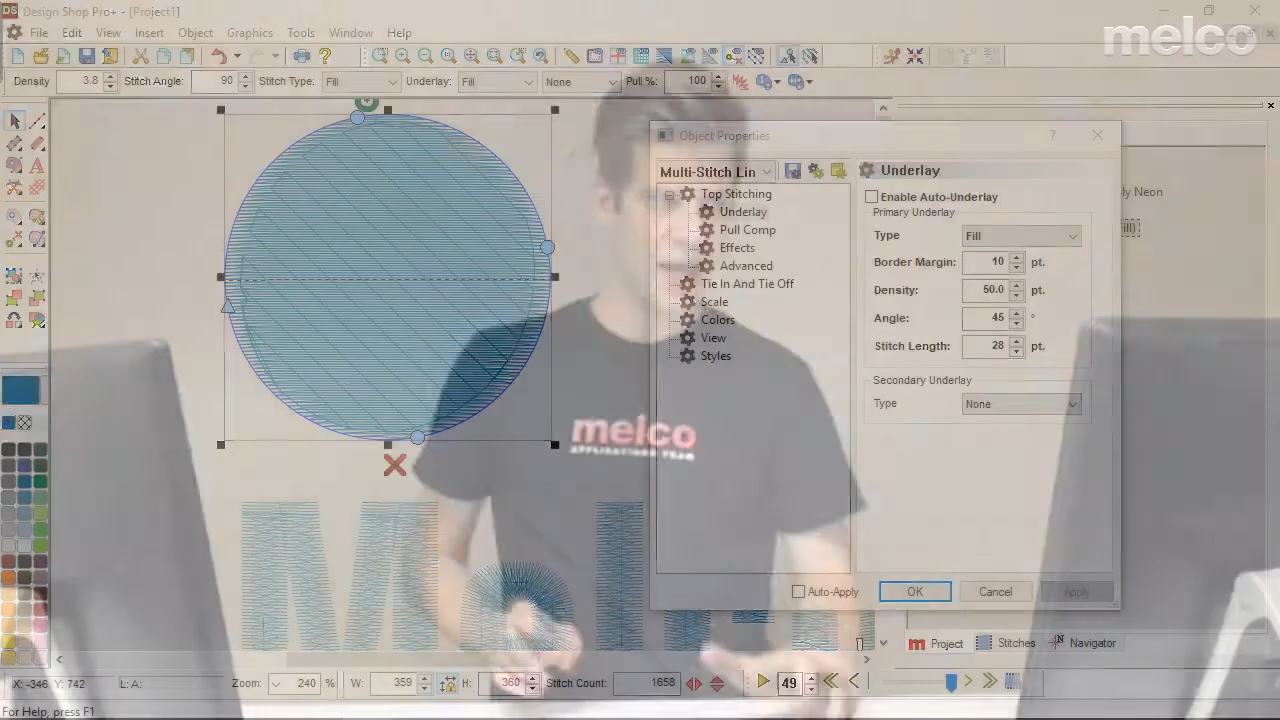 DS Design Shop Pro+ - [Project1]
File Edit View Insert Object Graphics Tools Window Help
melco
Density 3.8 Stitch Angle: 90 Stitch Type: Fill Underlay: Fill None Pull %: 100
Object Properties ?
Multi-Stitch Lin
Underlay
Top Stitching
Underlay
Pull Comp
Effects
Advanced
Tie In And Tie Off
Scale
Colors
View
Styles
Enable Auto-Underlay
Primary Underlay
Type Fill
Border Margin: 10 pt.
Density: 50.0 pt.
Angle: 45 °
Stitch Length: 28 pt.
Secondary Underlay
Type None
ly Neon
ill)
melco
APPLICATIONS TEAM
Auto-Apply OK Cancel Apply
m Project Stitches N Navigator
X: -346 Y: 742 L: A: Zoom: 240 % W: 359 H: 360 Stitch Count: 1658 49
For Help, press F1